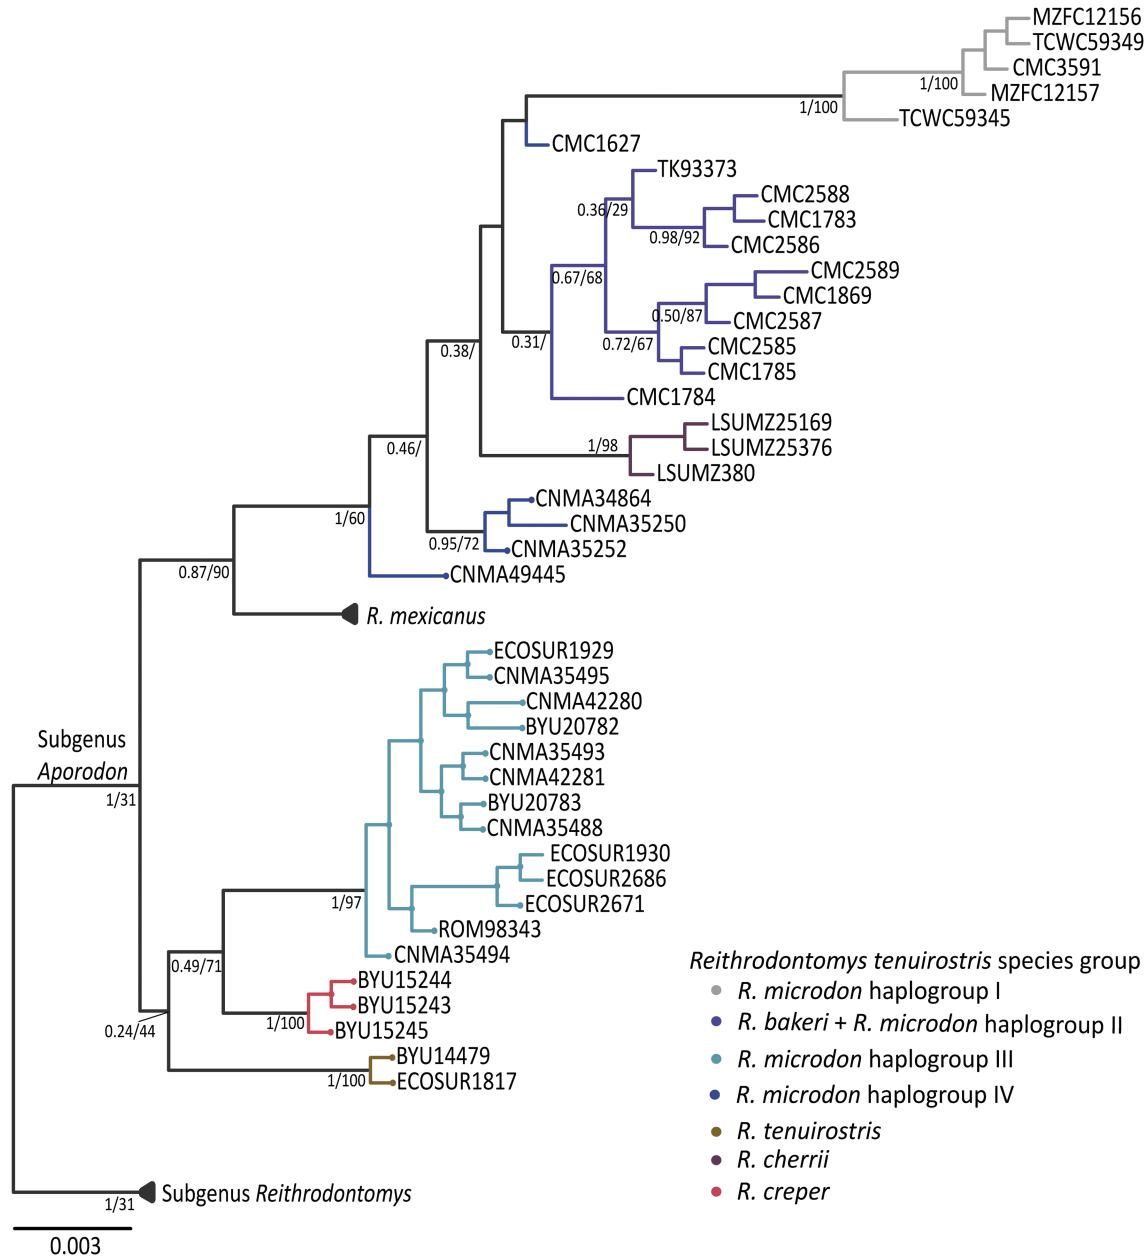 MZFC12156
TCWC59349
CMC3591
1/100
MZFC12157
1/100
TCWC59345
CMC1627
TK93373
CMC2588
0.36/29
CMC1783
0.98/92
CMC2586
CMC2589
0.67/68
CMC1869
0.50/87
CMC2587
0.31/
0.72/67
CMC2585
0.38/
CMC1785
CMC1784
LSUMZ25169
0.46/
1/98
LSUMZ25376
LSUMZ380
CNMA34864
1/60
CNMA35250
0.95/72
CNMA35252
0.87/90
CNMA49445
R. mexicanus
ECOSUR1929
CNMA35495
CNMA42280
BYU20782
Subgenus
Aporodon
CNMA35493
CNMA42281
1/31
BYU20783
CNMA35488
ECOSUR1930
ECOSUR2686
1/97
ECOSUR2671
ROM98343
CNMA35494
0.49/71
BYU15244
BYU15243
1/100
0.24/44
BYU15245
BYU14479
1/100
ECOSUR1817
Reithrodontomys tenuirostris species group
R. microdon haplogroup I
R. bakeri + R. microdon haplogroup II
R. microdon haplogroup III
R. microdon haplogroup IV
R. tenuirostris
R. cherrii
R. creper
1/31
Subgenus Reithrodontomys
0.003